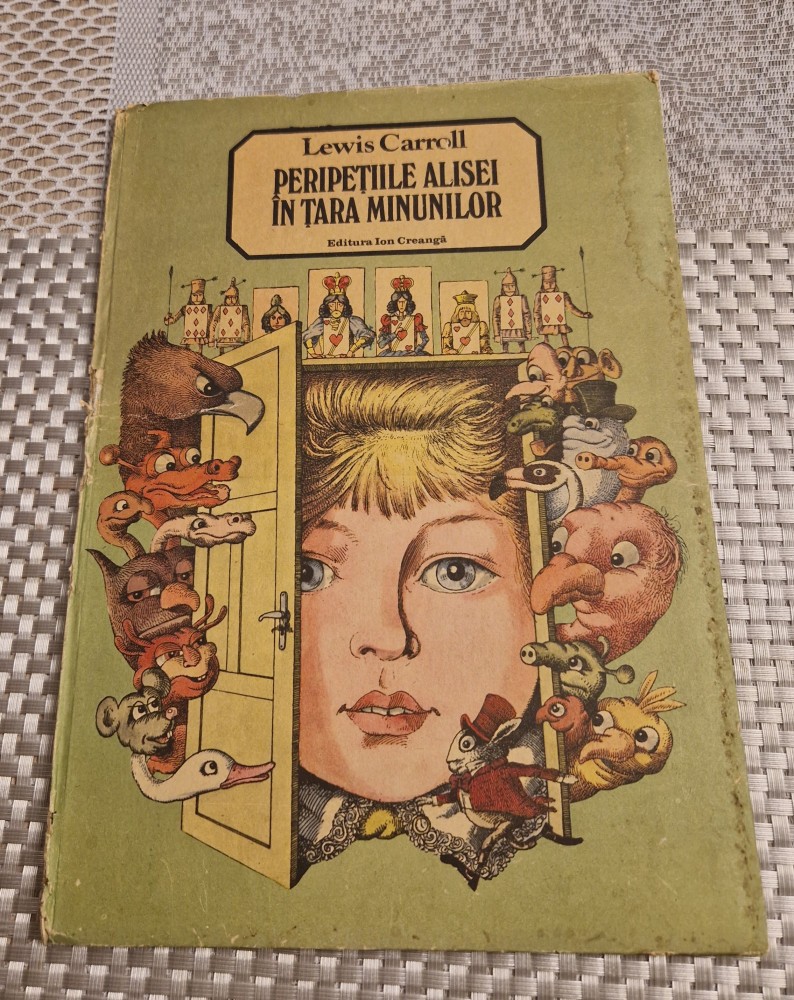 Lewis Carroll
PERIPEȚIILE ALISEI
ÎN ȚARA MINUNILOR
Editura Ion Creangă